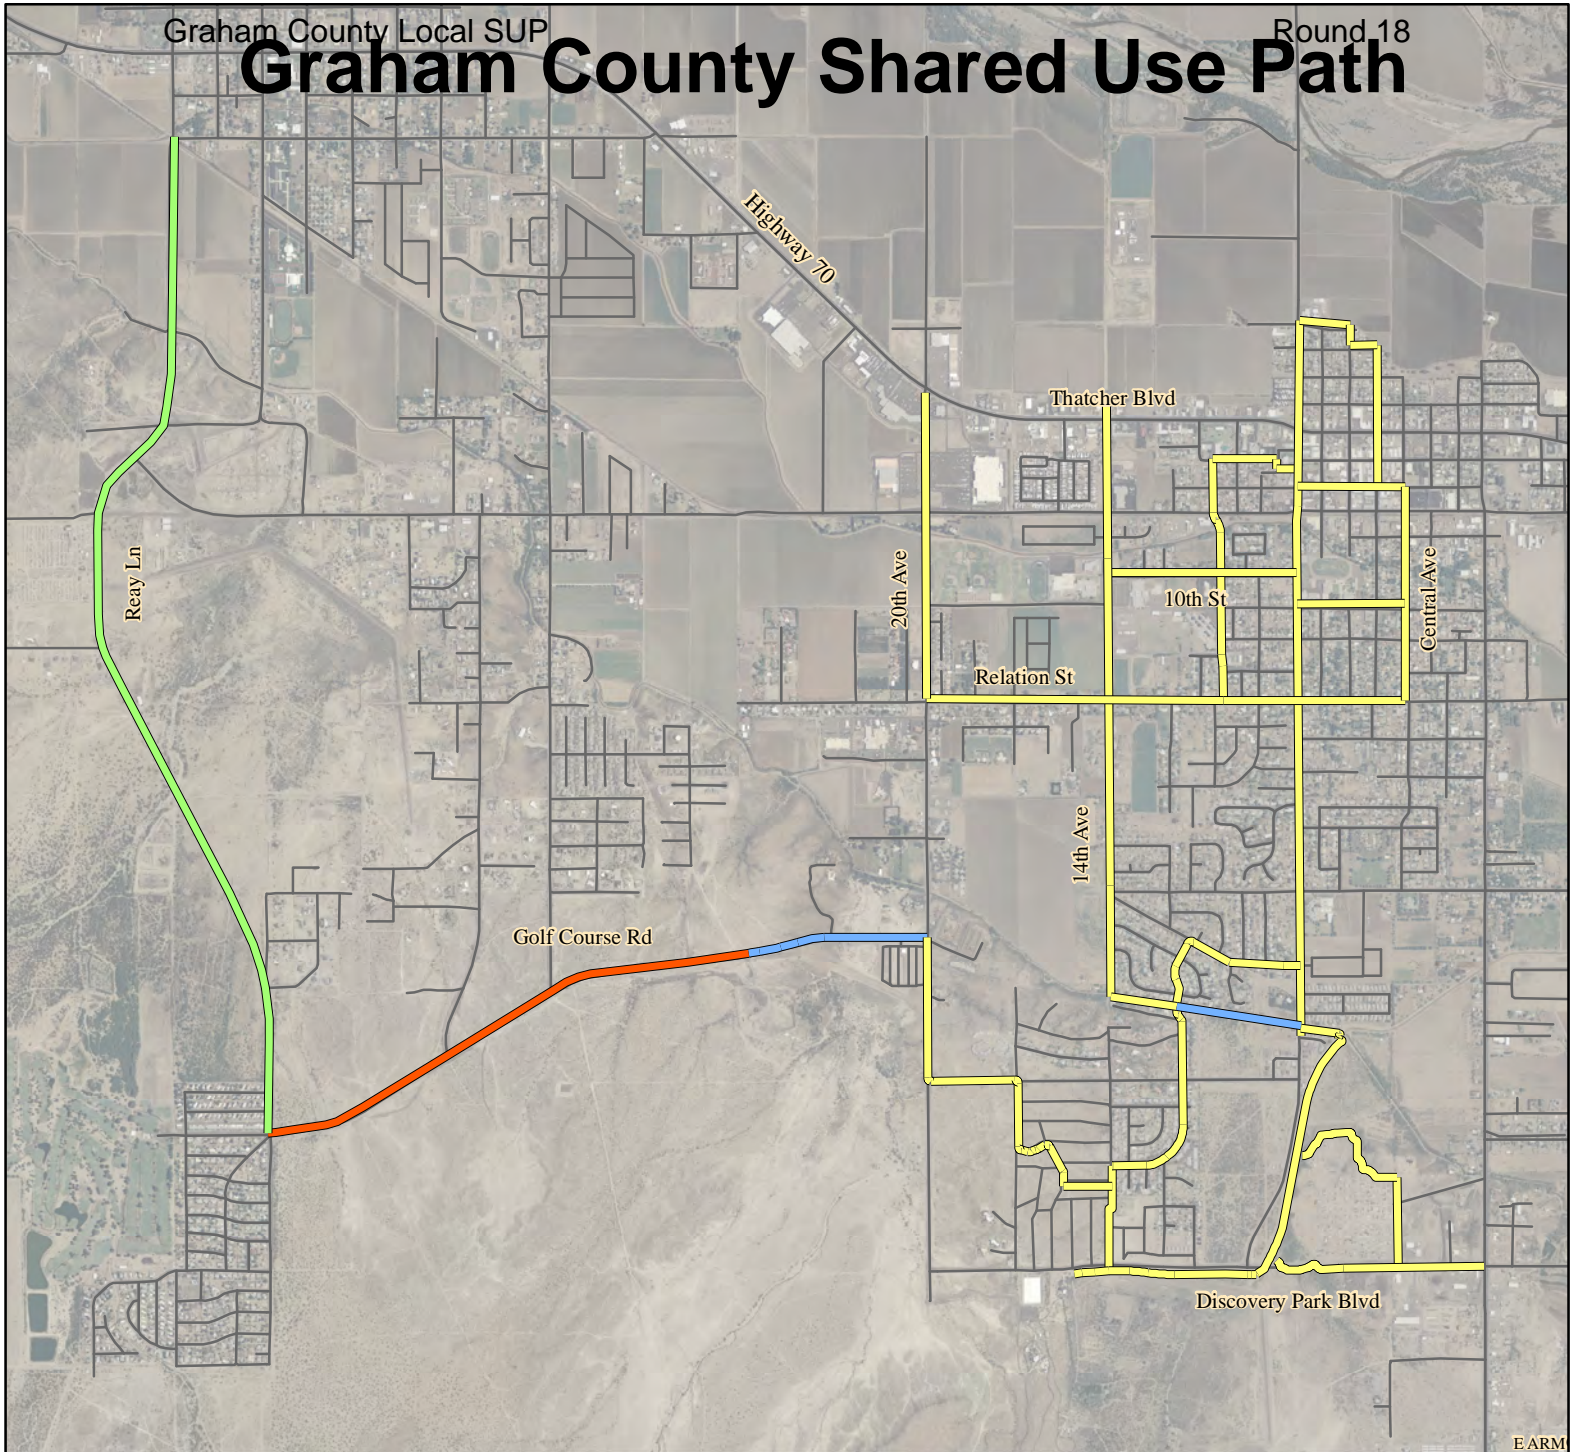 Graham County Local SUP
Round 18
Graham County Shared Use Path
Highway 70
Thatcher Blvd
Reay Ln
20th Ave
10th St
Central Ave
Relation St
14th Ave
Golf Course Rd
Discovery Park Blvd
E ARM